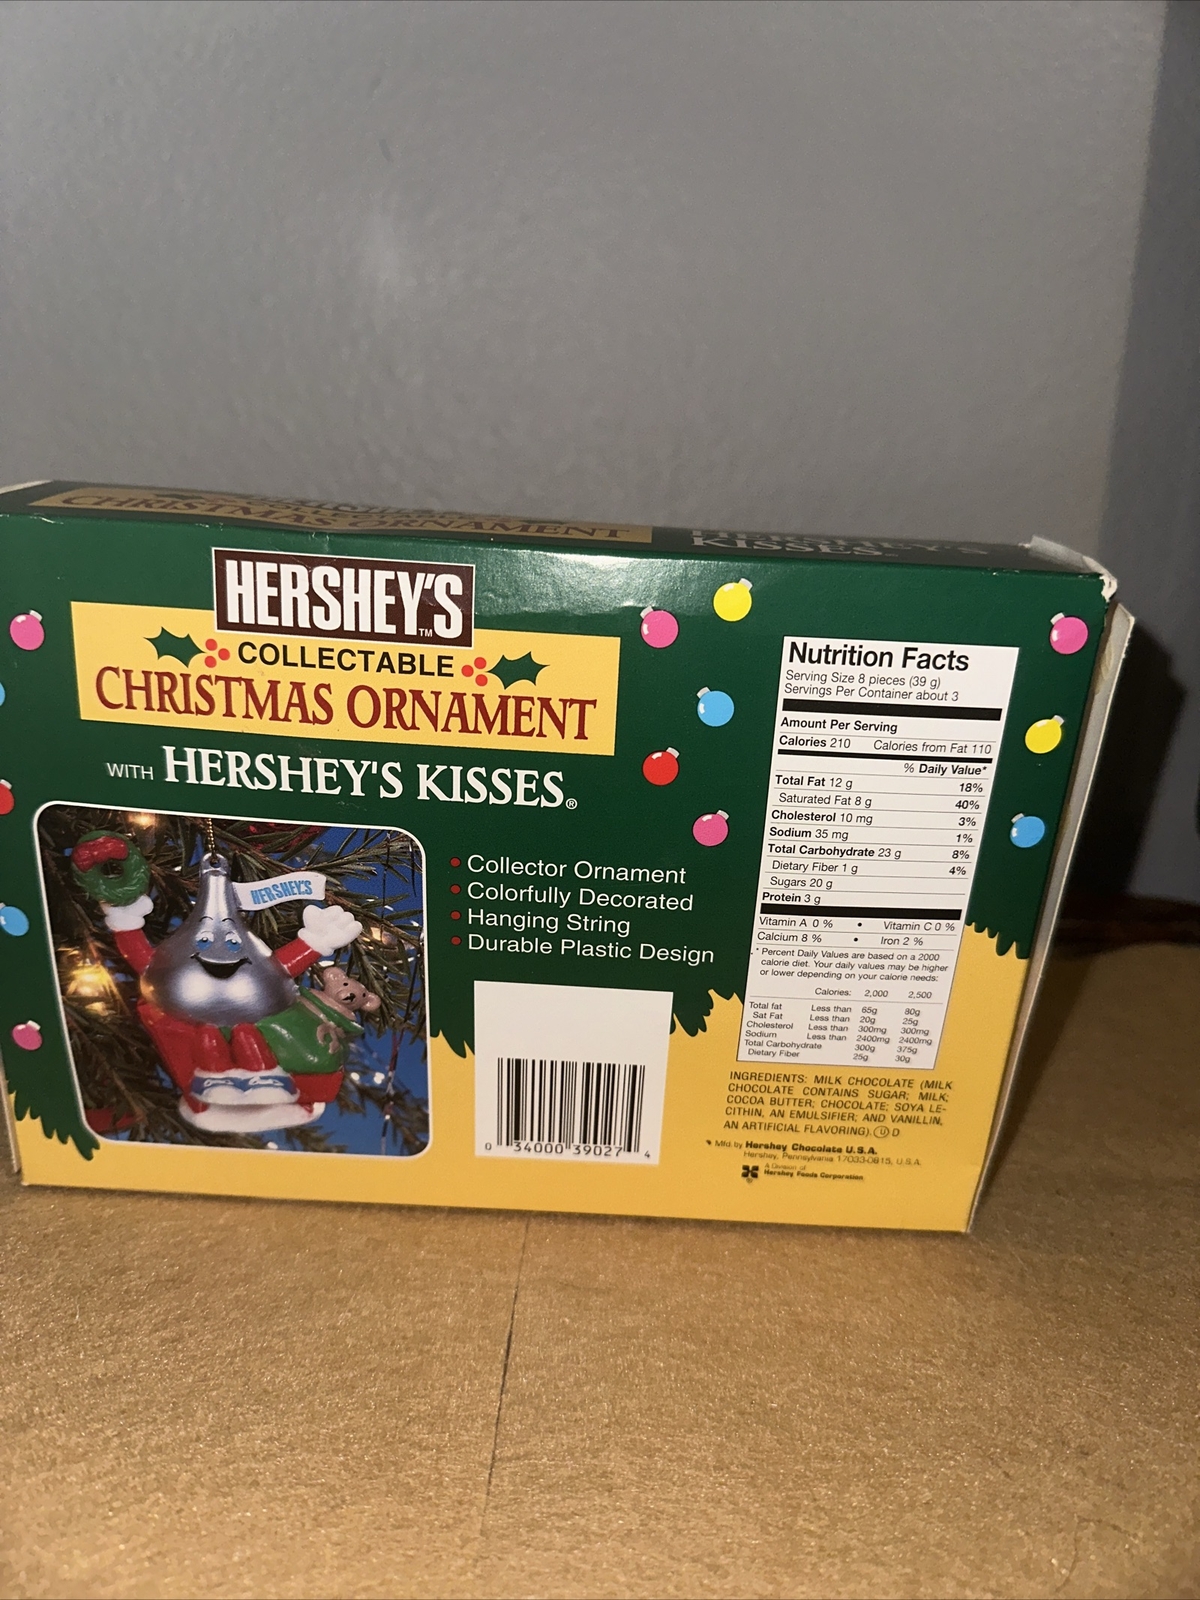 CHRISTMAS ORNAMENT
KISSES
HERSHEY'S
TM
COLLECTABLE
CHRISTMAS ORNAMENT
WITH HERSHEY'S KISSES®
HERSHEY'S
• Collector Ornament
• Colorfully Decorated
• Hanging String
• Durable Plastic Design
0 34000 39027 4
Nutrition Facts
Serving Size 8 pieces (39 g)
Servings Per Container about 3
Amount Per Serving
Calories 210 Calories from Fat 110
% Daily Value*
Total Fat 12 g 18%
Saturated Fat 8 g 40%
Cholesterol 10 mg 3%
Sodium 35 mg 1%
Total Carbohydrate 23 g 8%
Dietary Fiber 1 g 4%
Sugars 20 g
Protein 3 g
Vitamin A 0 % • Vitamin C 0 %
Calcium 8 % • Iron 2 %
* Percent Daily Values are based on a 2000
calorie diet. Your daily values may be higher
or lower depending on your calorie needs:
Calories: 2,000 2,500
Total fat Less than 65g 80g
Sat Fat Less than 20g 25g
Cholesterol Less than 300mg 300mg
Sodium Less than 2400mg 2400mg
Total Carbohydrate 300g 375g
Dietary Fiber 25g 30g
INGREDIENTS: MILK CHOCOLATE (MILK
CHOCOLATE CONTAINS SUGAR; MILK;
COCOA BUTTER; CHOCOLATE; SOYA LE-
CITHIN, AN EMULSIFIER; AND VANILLIN,
AN ARTIFICIAL FLAVORING). Ⓤ D
Mfd. by Hershey Chocolate U.S.A.
Hershey, Pennsylvania 17033-0815, U.S.A.
A Division of
Hershey Foods Corporation